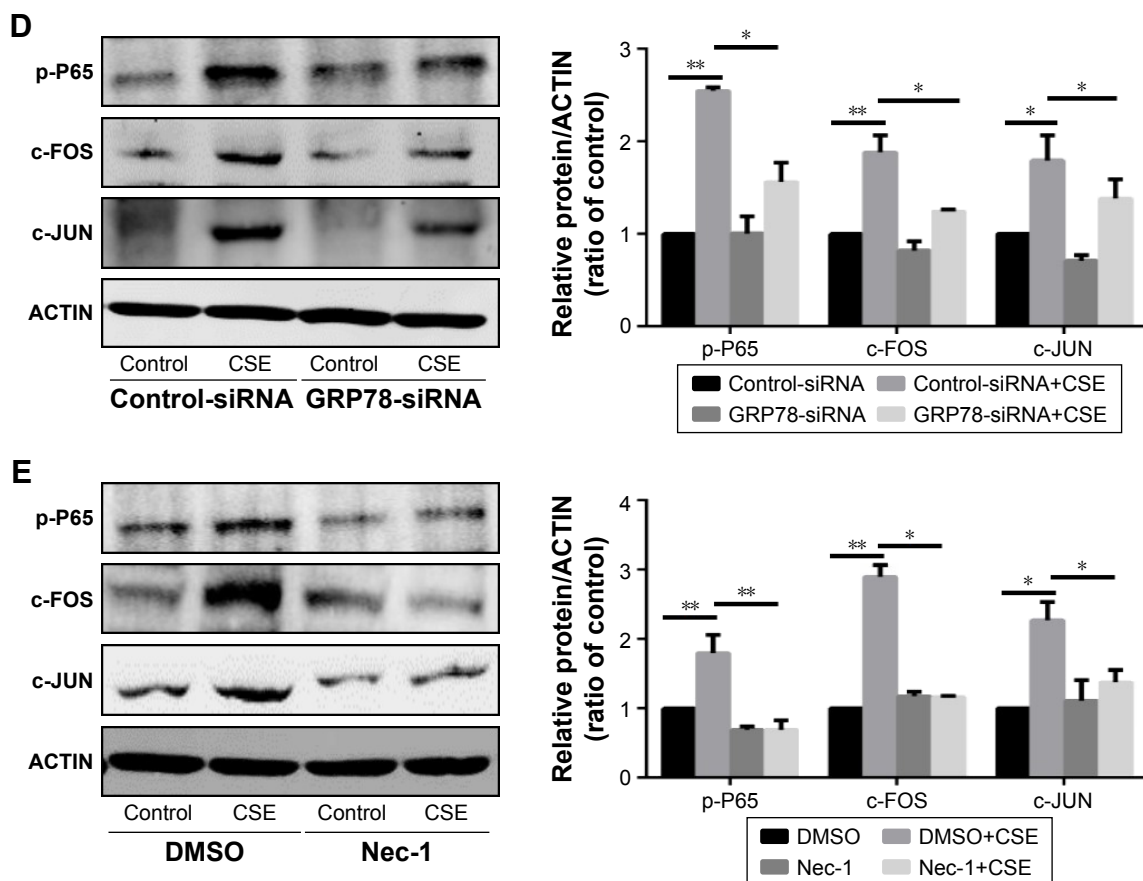 D
p-P65
c-FOS
c-JUN
ACTIN
Control CSE Control CSE
Control-siRNA GRP78-siRNA
Relative protein/ACTIN
(ratio of control)
3
2
1
0
** *
** *
* *
p-P65 c-FOS c-JUN
Control-siRNA Control-siRNA+CSE
GRP78-siRNA GRP78-siRNA+CSE
E
p-P65
c-FOS
c-JUN
ACTIN
Control CSE Control CSE
DMSO Nec-1
Relative protein/ACTIN
(ratio of control)
4
3
2
1
0
** **
** *
* *
p-P65 c-FOS c-JUN
DMSO DMSO+CSE
Nec-1 Nec-1+CSE